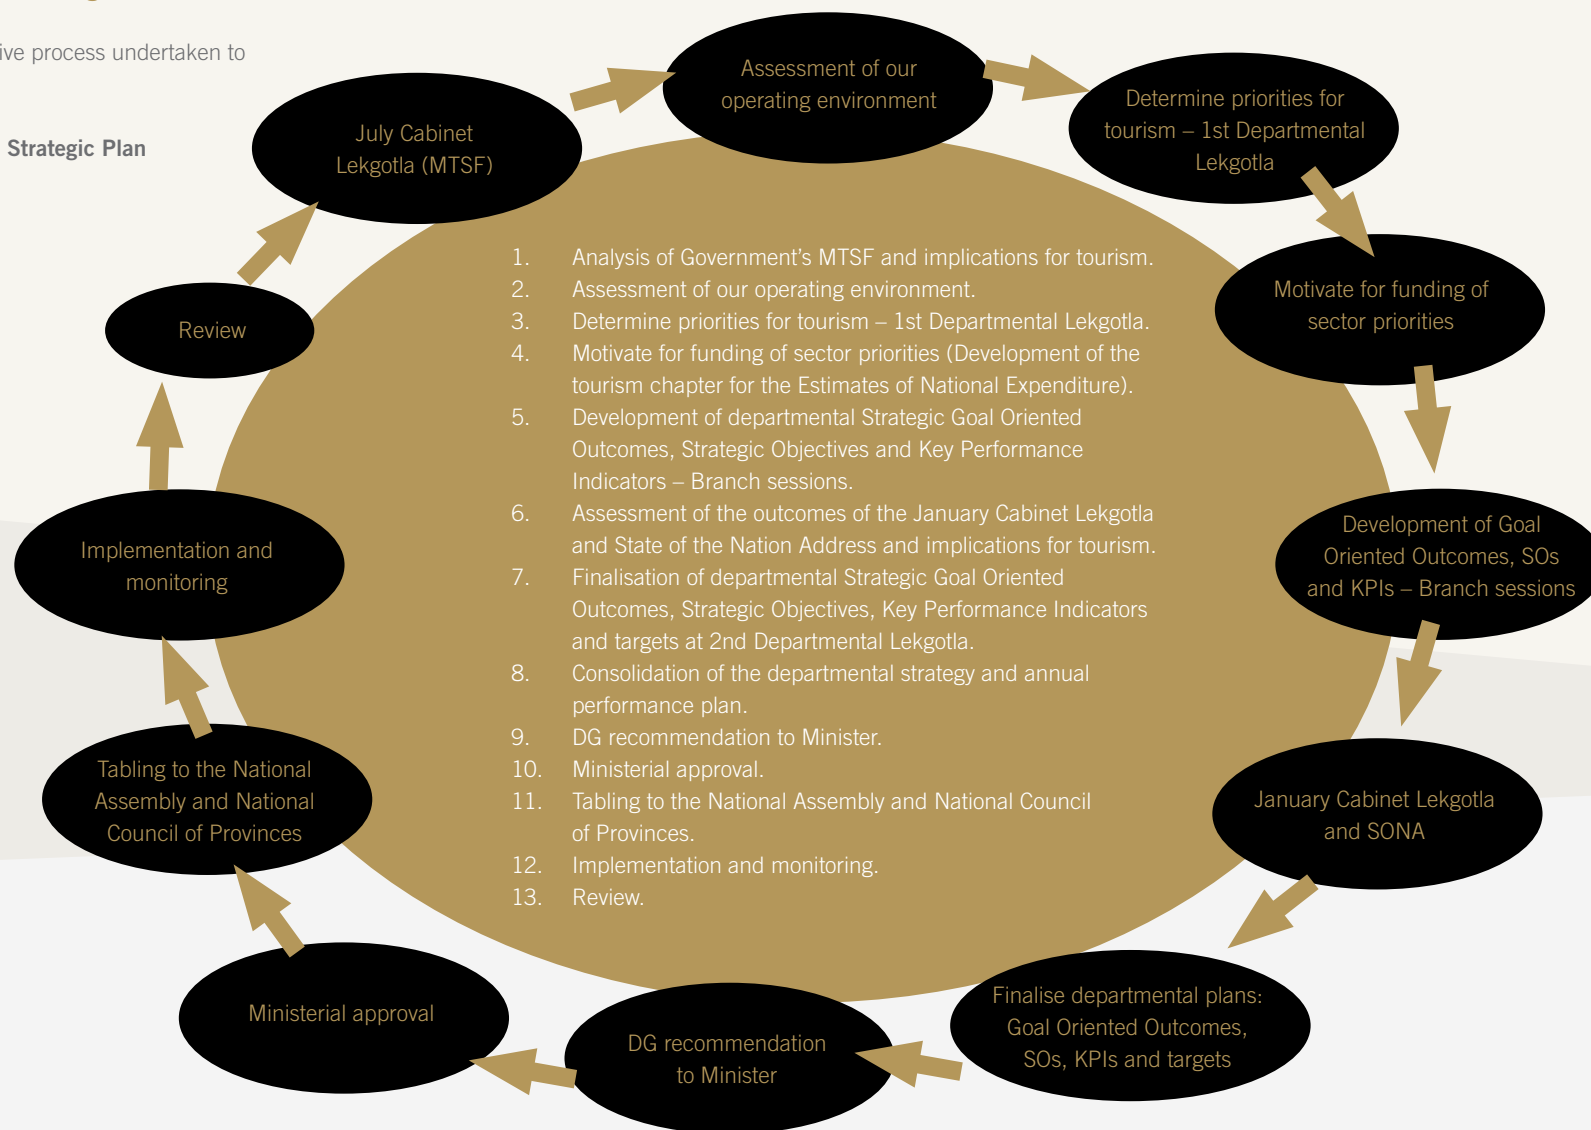 ive process undertaken to
Strategic Plan
July Cabinet
Lekgotla (MTSF)
Assessment of our
operating environment
Determine priorities for
tourism – 1st Departmental
Lekgotla
Motivate for funding of
sector priorities
Development of Goal
Oriented Outcomes, SOs
and KPIs – Branch sessions
January Cabinet Lekgotla
and SONA
Finalise departmental plans:
Goal Oriented Outcomes,
SOs, KPIs and targets
DG recommendation
to Minister
Ministerial approval
Tabling to the National
Assembly and National
Council of Provinces
Implementation and
monitoring
Review
1. Analysis of Government’s MTSF and implications for tourism.
2. Assessment of our operating environment.
3. Determine priorities for tourism – 1st Departmental Lekgotla.
4. Motivate for funding of sector priorities (Development of the
tourism chapter for the Estimates of National Expenditure).
5. Development of departmental Strategic Goal Oriented
Outcomes, Strategic Objectives and Key Performance
Indicators – Branch sessions.
6. Assessment of the outcomes of the January Cabinet Lekgotla
and State of the Nation Address and implications for tourism.
7. Finalisation of departmental Strategic Goal Oriented
Outcomes, Strategic Objectives, Key Performance Indicators
and targets at 2nd Departmental Lekgotla.
8. Consolidation of the departmental strategy and annual
performance plan.
9. DG recommendation to Minister.
10. Ministerial approval.
11. Tabling to the National Assembly and National Council
of Provinces.
12. Implementation and monitoring.
13. Review.